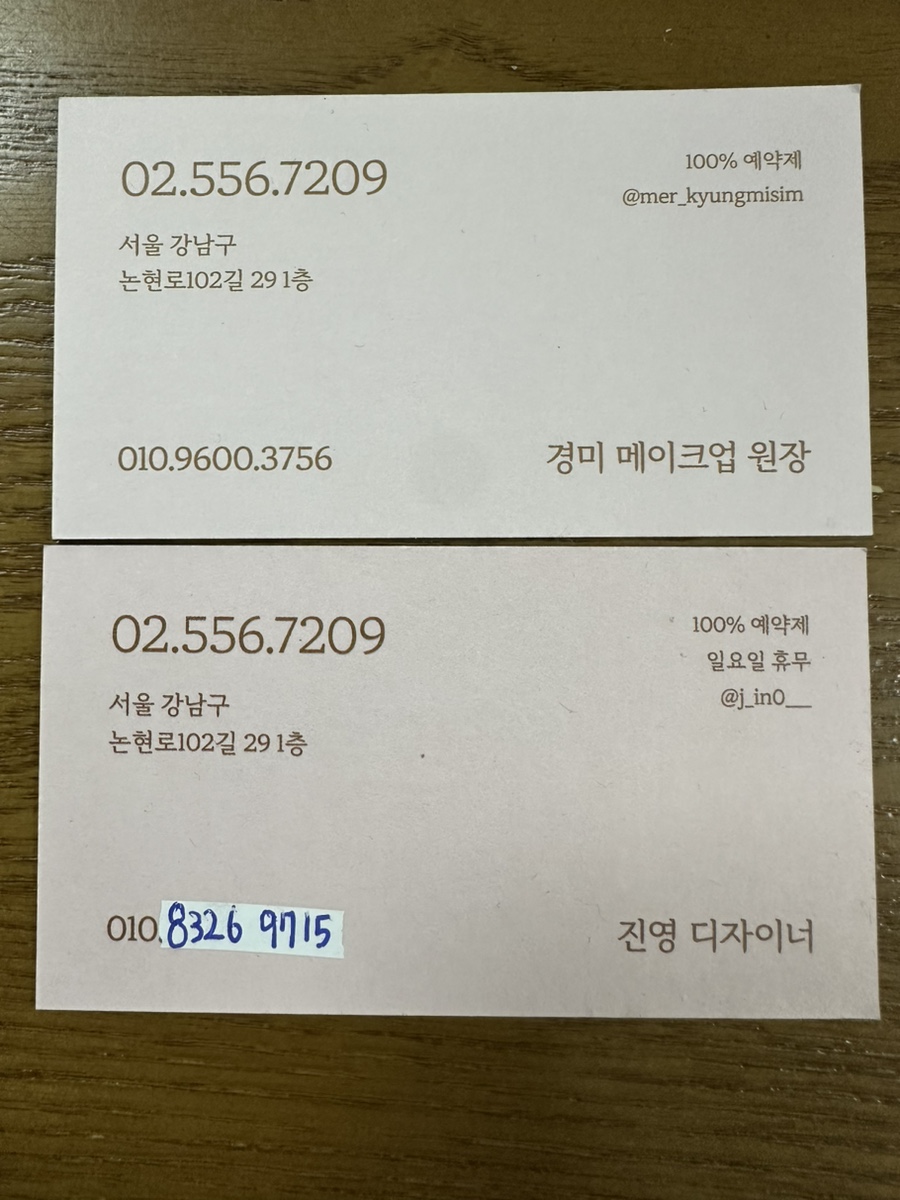 02.556.7209
100% 예약제
@mer_kyungmisim
서울 강남구
논현로102길 29 1층
010.9600.3756
경미 메이크업 원장
02.556.7209
100% 예약제
일요일 휴무
@j_in0__
서울 강남구
논현로102길 29 1층
010.8326 9715
진영 디자이너